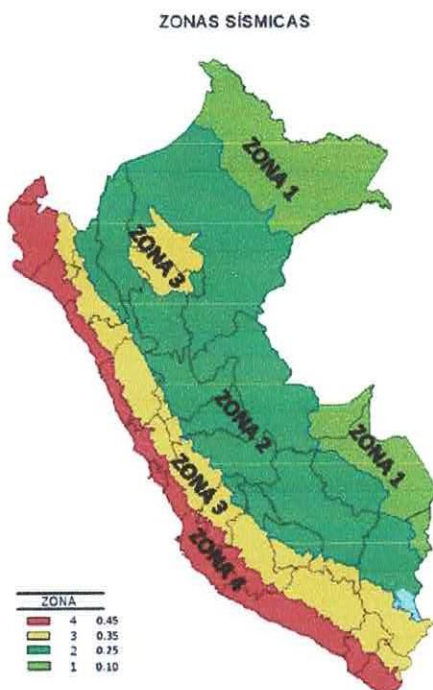 ZONAS SÍSMICAS
ZONA 1
ZONA 3
ZONA 2
ZONA 1
ZONA 3
ZONA 4
ZONA
4 0.45
3 0.35
2 0.25
1 0.10